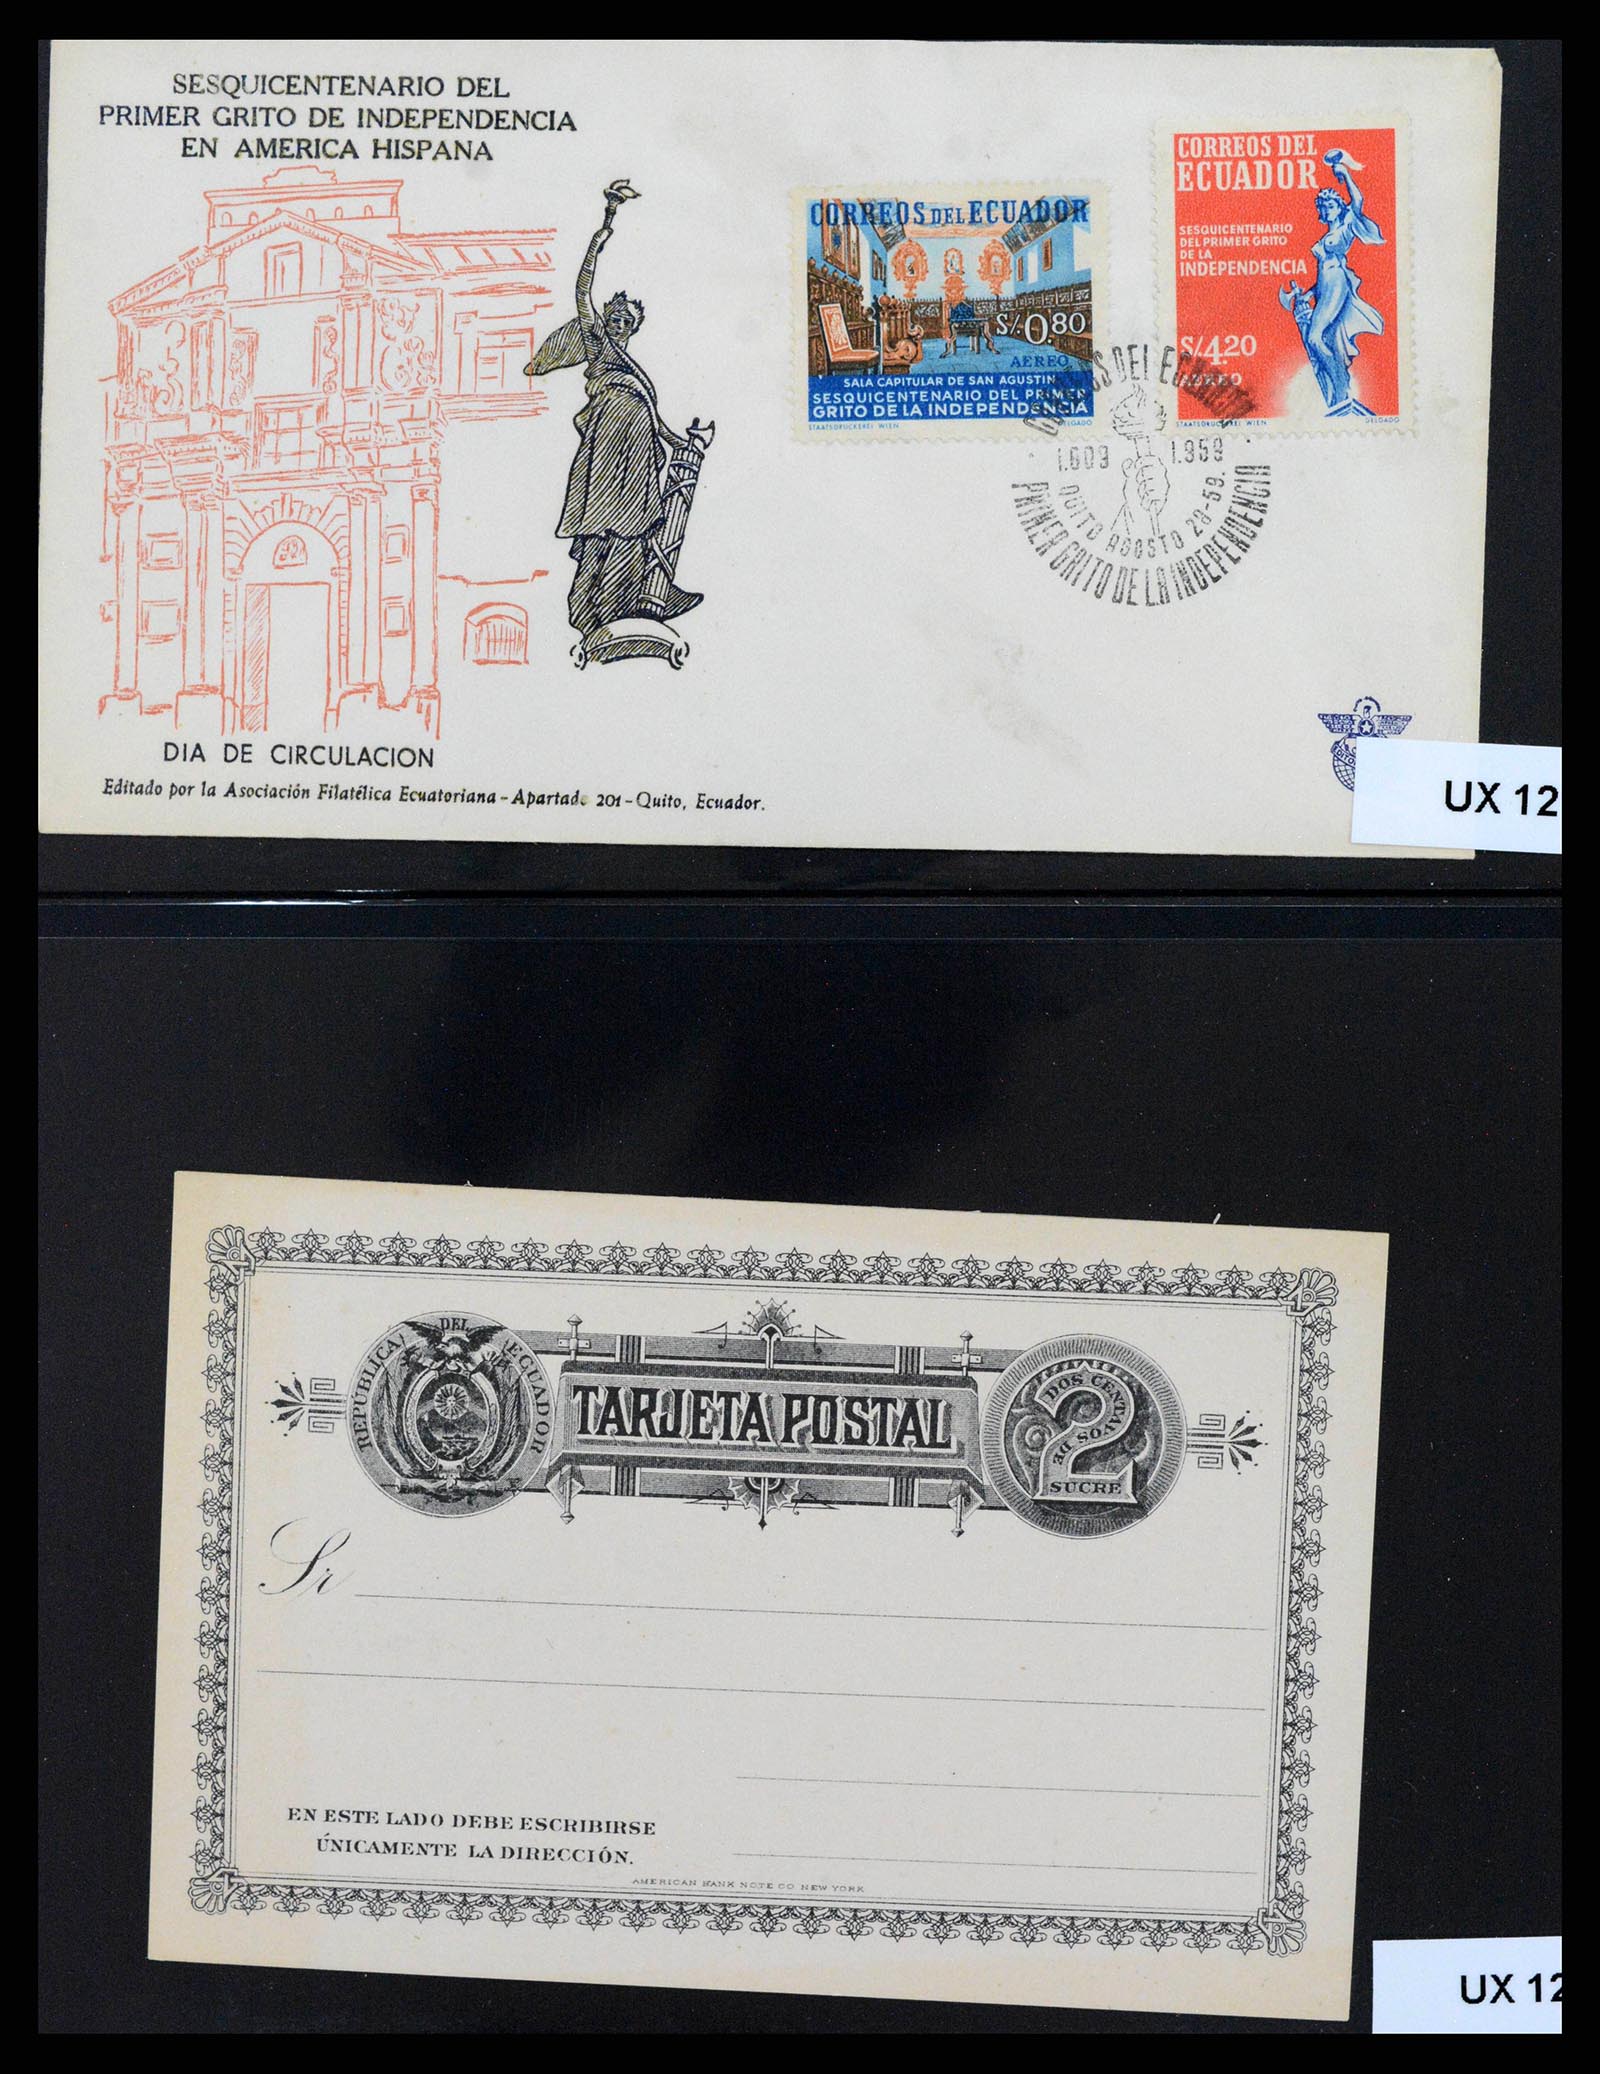 SESQUICENTENARIO DEL
PRIMER GRITO DE INDEPENDENCIA
EN AMERICA HISPANA
DIA DE CIRCULACION
Editado por la Asociación Filatélica Ecuatoriana - Apartado 201 - Quito, Ecuador.
CORREOS DEL ECUADOR
S/. 0.80
AEREO
SALA CAPITULAR DE SAN AGUSTIN
SESQUICENTENARIO DEL PRIMER
GRITO DE LA INDEPENDENCIA
STAATSDRUCKEREI WIEN
DELGADO
CORREOS DEL
ECUADOR
SESQUICENTENARIO
DEL PRIMER GRITO
DE LA
INDEPENDENCIA
S/.4.20
AEREO
STAATSDRUCKEREI WIEN
DELGADO
CORREOS DEL ECUADOR
1.809 1.959
QUITO AGOSTO 28-59.
PRIMER GRITO DE LA INDEPENDENCIA
UX 12
REPÚBLICA DEL ECUADOR
TARJETA POSTAL
2
DOS CENTAVOS DE
SUCRE
Sr
EN ESTE LADO DEBE ESCRIBIRSE
ÚNICAMENTE LA DIRECCIÓN.
AMERICAN BANK NOTE CO NEW YORK
UX 12